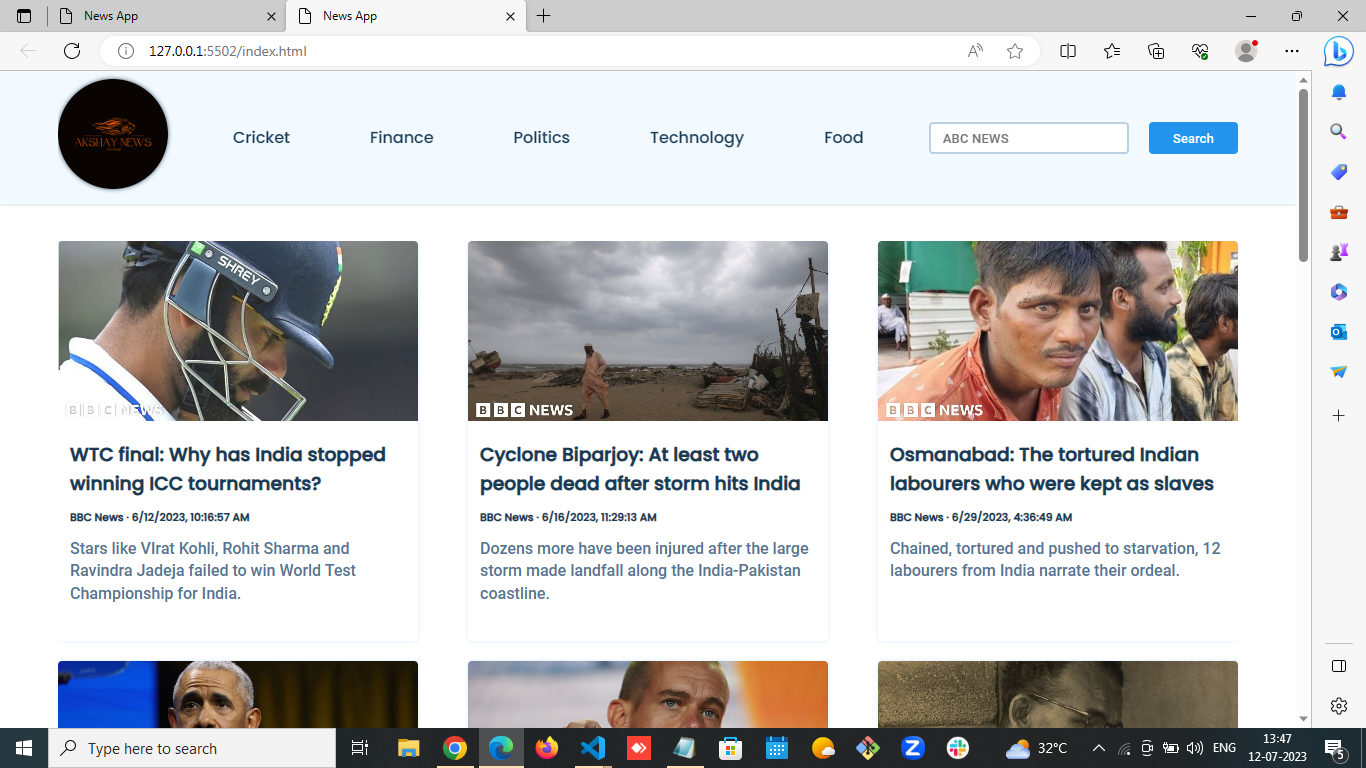 News App
News App
127.0.0.1:5502/index.html
AKSHAY NEWS
Cricket
Finance
Politics
Technology
Food
ABC NEWS
Search
SHREY
BBC NEWS
BBC NEWS
BBC NEWS
WTC final: Why has India stopped
winning ICC tournaments?
BBC News · 6/12/2023, 10:16:57 AM
Stars like VIrat Kohli, Rohit Sharma and
Ravindra Jadeja failed to win World Test
Championship for India.
Cyclone Biparjoy: At least two
people dead after storm hits India
BBC News · 6/16/2023, 11:29:13 AM
Dozens more have been injured after the large
storm made landfall along the India-Pakistan
coastline.
Osmanabad: The tortured Indian
labourers who were kept as slaves
BBC News · 6/29/2023, 4:36:49 AM
Chained, tortured and pushed to starvation, 12
labourers from India narrate their ordeal.
Type here to search
32°C
ENG
13:47
12-07-2023
5